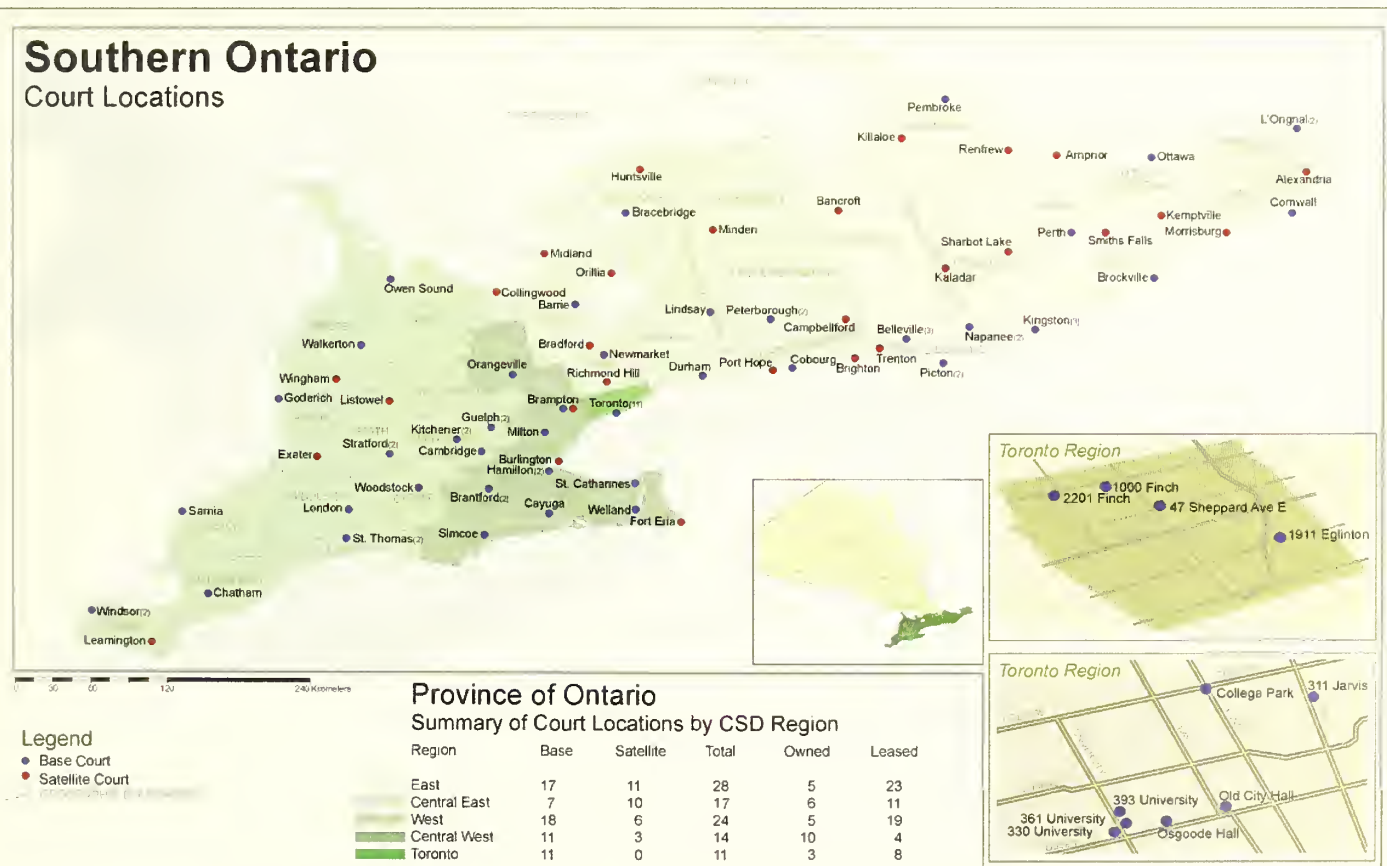 Southern Ontario
Court Locations
Pembroke
L'Orignal(2)
Killaloe
Renfrew
Arnprior
Ottawa
Huntsville
Alexandria
Bancroft
Bracebridge
Cornwall
Kemptville
Minden
Perth
Smiths Falls
Morrisburg
Sharbot Lake
Midland
Orillia
Kaladar
Brockville
Owen Sound
Collingwood
Barrie
Lindsay
Peterborough(2)
Campbellford
Belleville(3)
Napanee(2)
Kingston(3)
Walkerton
Bradford
Newmarket
Trenton
Orangeville
Richmond Hill
Durham
Port Hope
Cobourg
Brighton
Picton(2)
Wingham
Goderich
Listowel
Brampton
Toronto(11)
Guelph(2)
Kitchener(2)
Milton
Stratford(2)
Cambridge
Exeter
Burlington
Hamilton(2)
Woodstock
Brantford(2)
St. Catharines
Sarnia
London
Cayuga
Welland
Fort Erie
St. Thomas(2)
Simcoe
Chatham
Windsor(2)
Leamington
Toronto Region
1000 Finch
2201 Finch
47 Sheppard Ave E
1911 Eglinton
Toronto Region
College Park
311 Jarvis
393 University
Old City Hall
361 University
330 University
Osgoode Hall
0 30 60 120 240 Kilometers
Legend
Base Court
Satellite Court
Province of Ontario
Summary of Court Locations by CSD Region
Region Base Satellite Total Owned Leased
East 17 11 28 5 23
Central East 7 10 17 6 11
West 18 6 24 5 19
Central West 11 3 14 10 4
Toronto 11 0 11 3 8